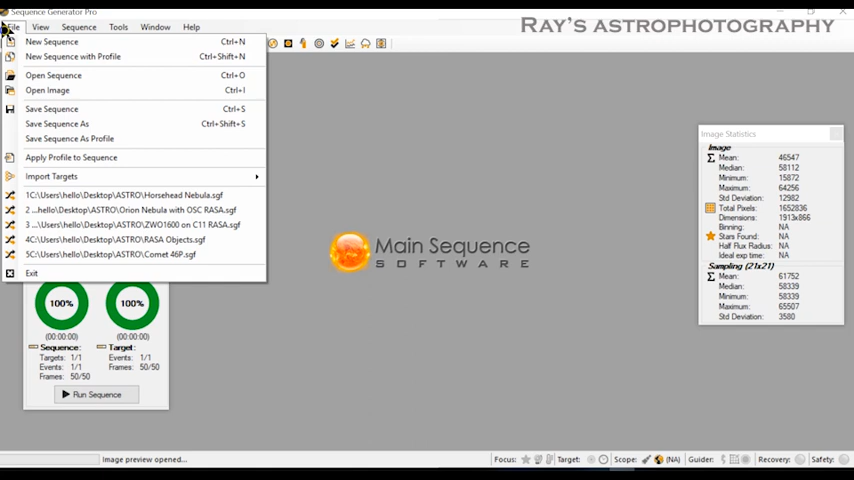 Sequence Generator Pro
RAY'S ASTROPHOTOGRAPHY
File View Sequence Tools Window Help
New Sequence Ctrl+N
New Sequence with Profile Ctrl+Shift+N
Open Sequence Ctrl+O
Open Image Ctrl+I
Save Sequence Ctrl+S
Save Sequence As Ctrl+Shift+S
Save Sequence As Profile
Apply Profile to Sequence
Import Targets
1C:\Users\hello\Desktop\ASTRO\Horsehead Nebula.sgf
2 ...hello\Desktop\ASTRO\Orion Nebula with OSC RASA.sgf
3 ...\Users\hello\Desktop\ASTRO\ZWO1600 on C11 RASA.sgf
4C:\Users\hello\Desktop\ASTRO\RASA Objects.sgf
5C:\Users\hello\Desktop\ASTRO\Comet 46P.sgf
Exit
100% 100%
(00:00:00) (00:00:00)
Sequence: Target:
Targets: 1/1 Events: 1/1
Events: 1/1 Frames: 50/50
Frames: 50/50
Run Sequence
Main Sequence
SOFTWARE
Image Statistics
Image
Mean: 46547
Median: 58112
Minimum: 15872
Maximum: 64256
Std Deviation: 12982
Total Pixels: 1652836
Dimensions: 1913x866
Stars Found: NA
Half Flux Radius: NA
Ideal exp time: NA
Sampling (21x21)
Mean: 61752
Median: 58339
Minimum: 58339
Maximum: 65507
Std Deviation: 3580
Image preview opened...
Focus: Target: Scope: (NA) Guider: Recovery: Safety: